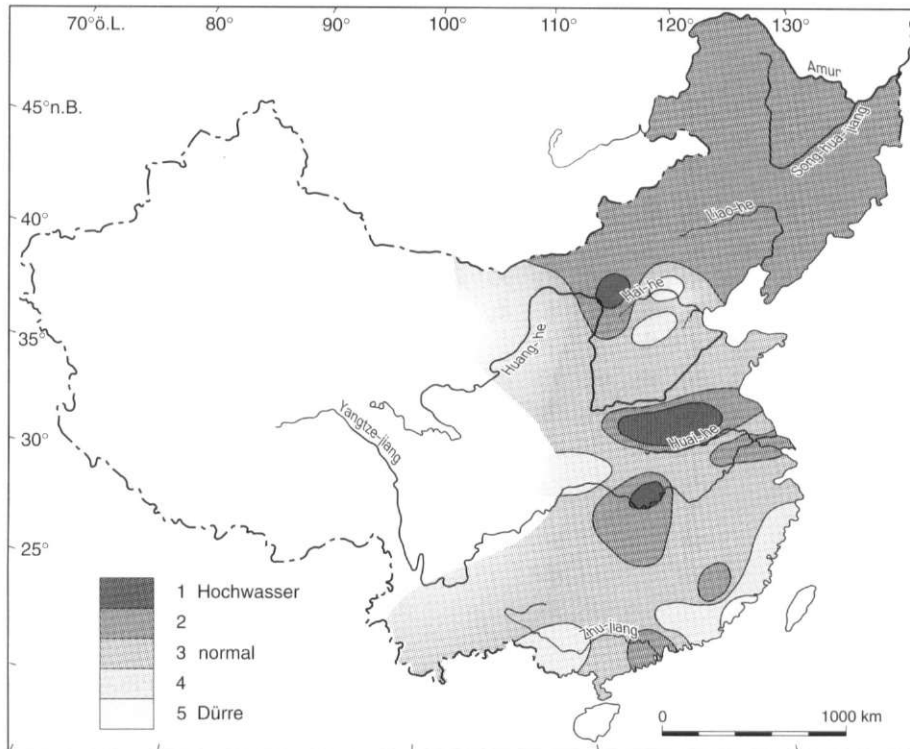 70°ö.L. 80° 90° 100° 110° 120° 130°
Amur
45°n.B.
Song-hua-jiang
40°
Liao-he
Hai-he
35°
Huang-he
Yangtze-jiang
30°
Huai-he
25°
1 Hochwasser
2
3 normal
4
5 Dürre
Zhu-jiang
0 1000 km